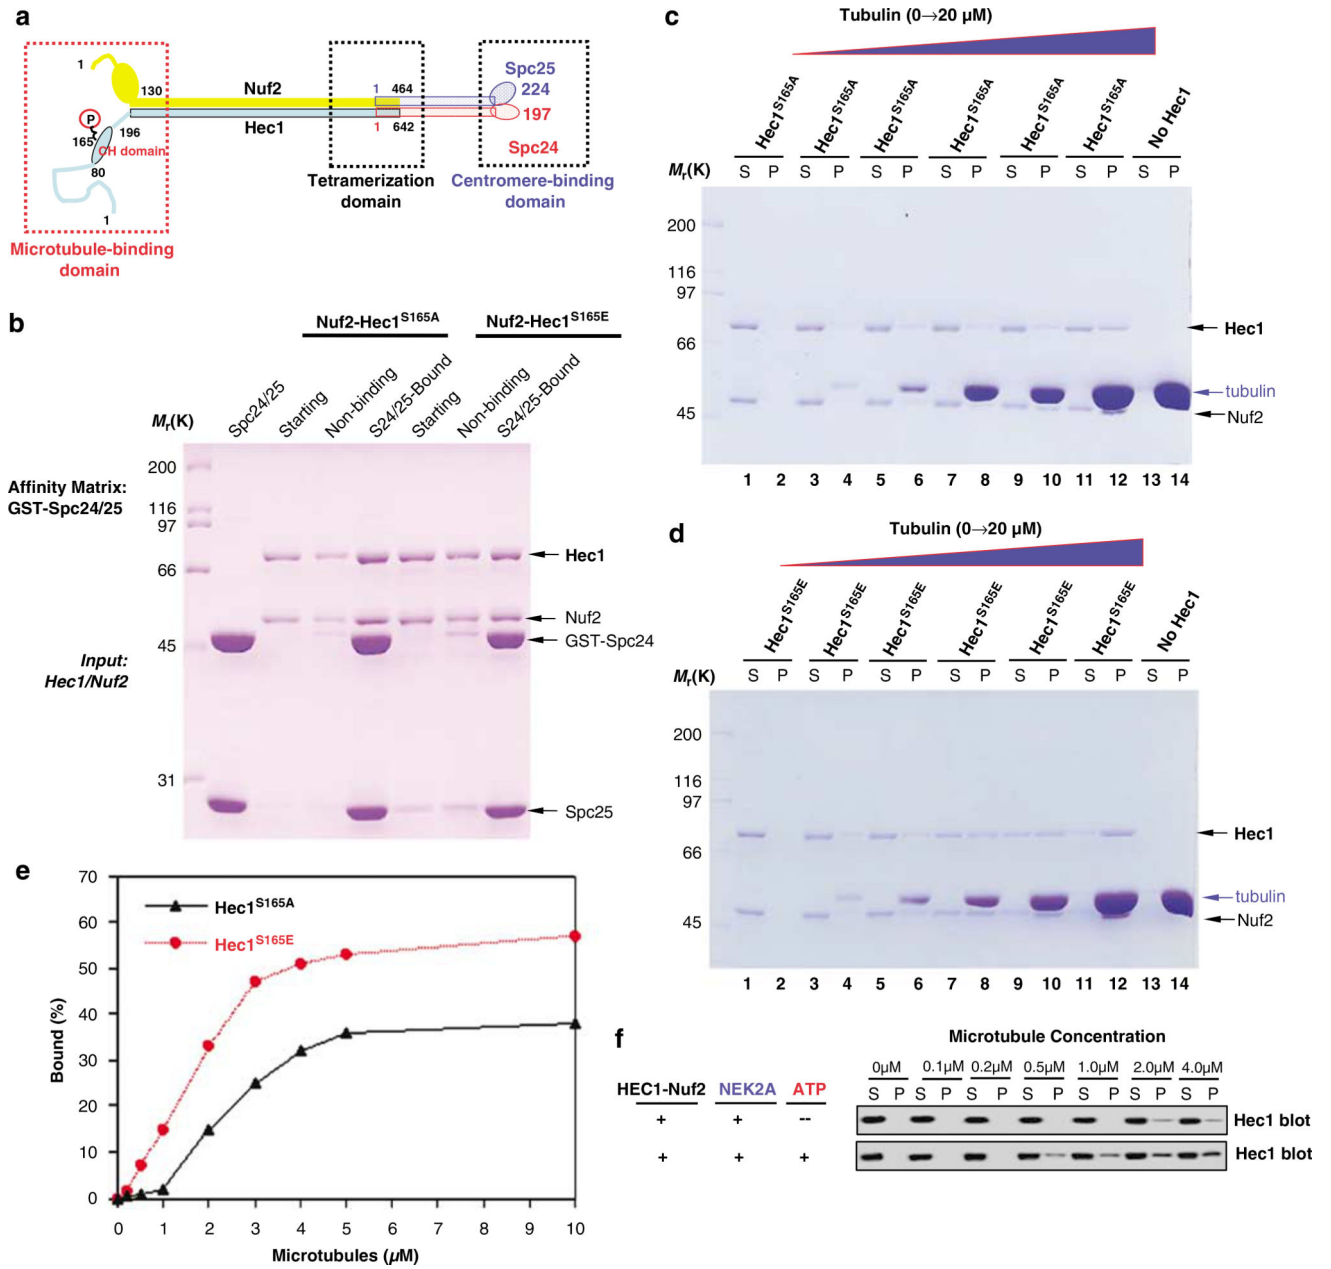 a
1
130
Nuf2
1
464
Spc25
224
P
165
196
CH domain
80
1
Hec1
1
642
197
Spc24
Microtubule-binding
domain
Tetramerization
domain
Centromere-binding
domain
b
Nuf2-Hec1S165A
Nuf2-Hec1S165E
Mr(K)
Spc24/25
Starting
Non-binding
S24/25-Bound
Starting
Non-binding
S24/25-Bound
Affinity Matrix:
GST-Spc24/25
Input:
Hec1/Nuf2
200
116
97
66
45
31
Hec1
Nuf2
GST-Spc24
Spc25
c
Tubulin (0→20 µM)
Hec1S165A
Hec1S165A
Hec1S165A
Hec1S165A
Hec1S165A
Hec1S165A
No Hec1
Mr(K)
S P S P S P S P S P S P S P
200
116
97
66
45
Hec1
tubulin
Nuf2
1 2 3 4 5 6 7 8 9 10 11 12 13 14
d
Tubulin (0→20 µM)
Hec1S165E
Hec1S165E
Hec1S165E
Hec1S165E
Hec1S165E
Hec1S165E
No Hec1
Mr(K)
S P S P S P S P S P S P S P
200
116
97
66
45
Hec1
tubulin
Nuf2
1 2 3 4 5 6 7 8 9 10 11 12 13 14
e
Bound (%)
70
60
50
40
30
20
10
0
Hec1S165A
Hec1S165E
0 1 2 3 4 5 6 7 8 9 10
Microtubules (µM)
f
Microtubule Concentration
HEC1-Nuf2 NEK2A ATP
0µM 0.1µM 0.2µM 0.5µM 1.0µM 2.0µM 4.0µM
S P S P S P S P S P S P S P
+ + -- Hec1 blot
+ + + Hec1 blot